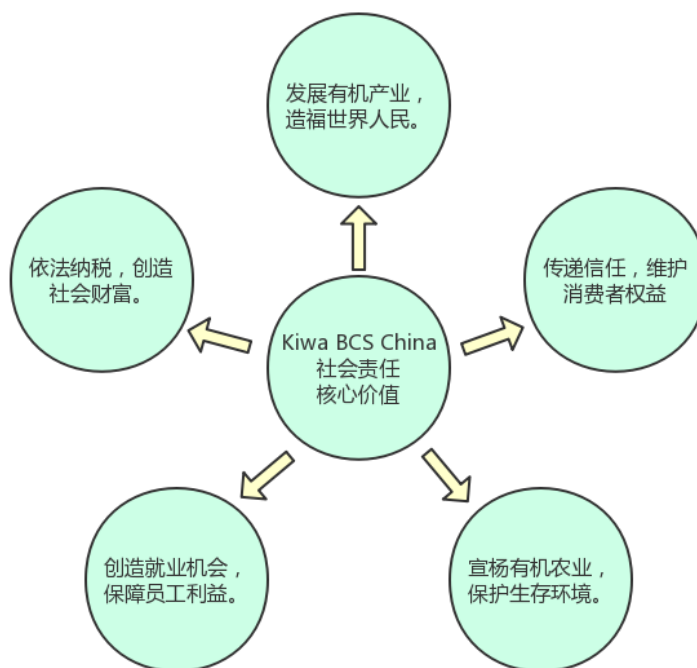 发展有机产业，
造福世界人民。
依法纳税，创造
社会财富。
传递信任，维护
消费者权益
Kiwa BCS China
社会责任
核心价值
创造就业机会，
保障员工利益。
宣杨有机农业，
保护生存环境。